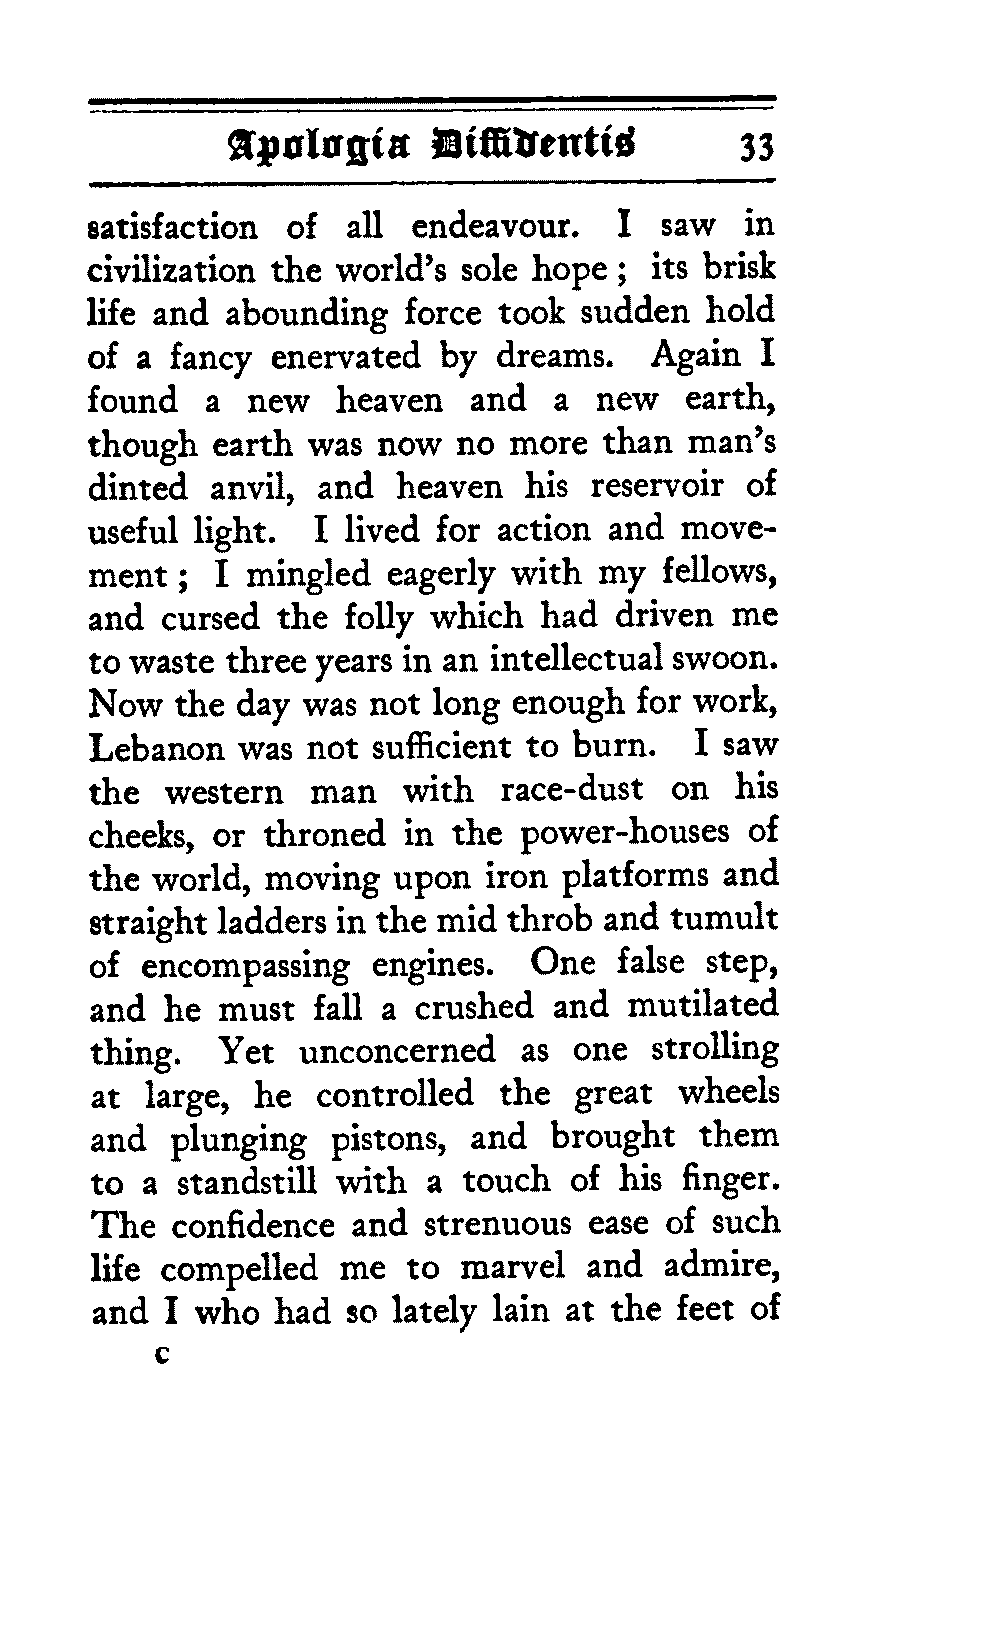 Apologia Diffidentis 33
satisfaction of all endeavour. I saw in
civilization the world's sole hope ; its brisk
life and abounding force took sudden hold
of a fancy enervated by dreams. Again I
found a new heaven and a new earth,
though earth was now no more than man's
dinted anvil, and heaven his reservoir of
useful light. I lived for action and move-
ment ; I mingled eagerly with my fellows,
and cursed the folly which had driven me
to waste three years in an intellectual swoon.
Now the day was not long enough for work,
Lebanon was not sufficient to burn. I saw
the western man with race-dust on his
cheeks, or throned in the power-houses of
the world, moving upon iron platforms and
straight ladders in the mid throb and tumult
of encompassing engines. One false step,
and he must fall a crushed and mutilated
thing. Yet unconcerned as one strolling
at large, he controlled the great wheels
and plunging pistons, and brought them
to a standstill with a touch of his finger.
The confidence and strenuous ease of such
life compelled me to marvel and admire,
and I who had so lately lain at the feet of
C